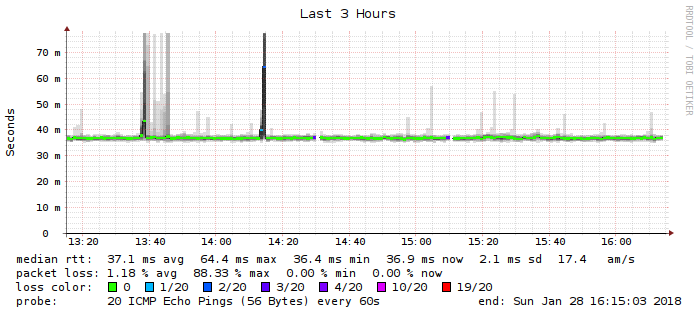 Last 3 Hours
RRDTOOL / TOBI OETIKER
Seconds
70 m
60 m
50 m
40 m
30 m
20 m
10 m
0
13:20 13:40 14:00 14:20 14:40 15:00 15:20 15:40 16:00
median rtt: 37.1 ms avg 64.4 ms max 36.4 ms min 36.9 ms now 2.1 ms sd 17.4 am/s
packet loss: 1.18 % avg 88.33 % max 0.00 % min 0.00 % now
loss color: 0 1/20 2/20 3/20 4/20 10/20 19/20
probe: 20 ICMP Echo Pings (56 Bytes) every 60s end: Sun Jan 28 16:15:03 2018